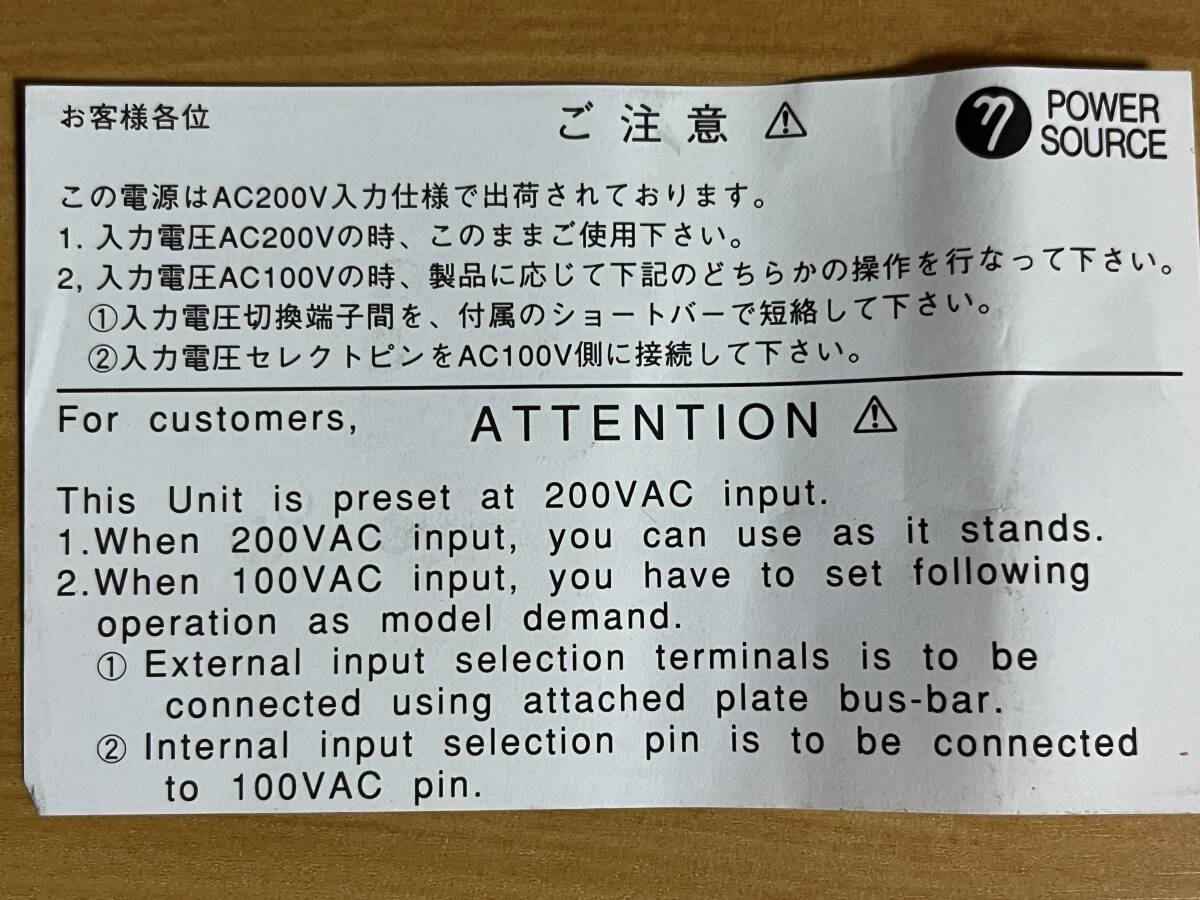 お客様各位
ご注意 ⚠
η POWER
SOURCE
この電源はAC200V入力仕様で出荷されております。
1. 入力電圧AC200Vの時、このままご使用下さい。
2, 入力電圧AC100Vの時、製品に応じて下記のどちらかの操作を行なって下さい。
①入力電圧切換端子間を、付属のショートバーで短絡して下さい。
②入力電圧セレクトピンをAC100V側に接続して下さい。
For customers,
ATTENTION ⚠
This Unit is preset at 200VAC input.
1.When 200VAC input, you can use as it stands.
2.When 100VAC input, you have to set following
operation as model demand.
① External input selection terminals is to be
connected using attached plate bus-bar.
② Internal input selection pin is to be connected
to 100VAC pin.